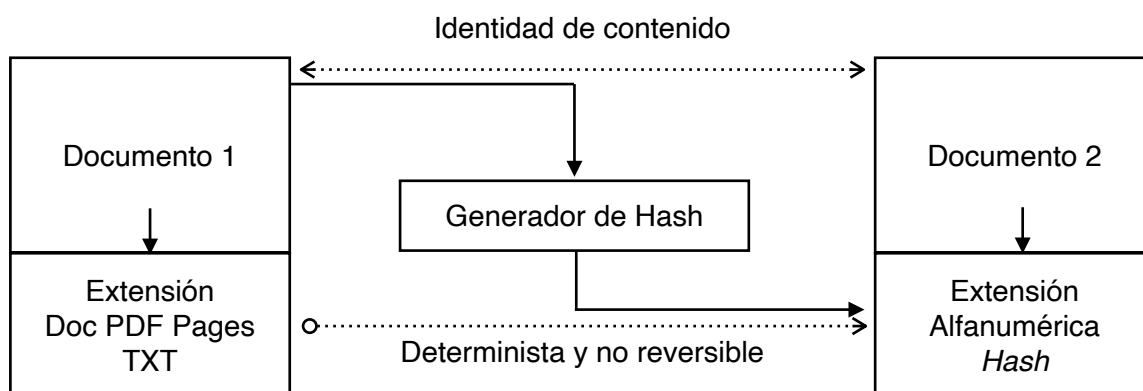 Identidad de contenido
Documento 1
Documento 2
Generador de Hash
Extensión
Doc PDF Pages
TXT
Extensión
Alfanumérica
Hash
Determinista y no reversible